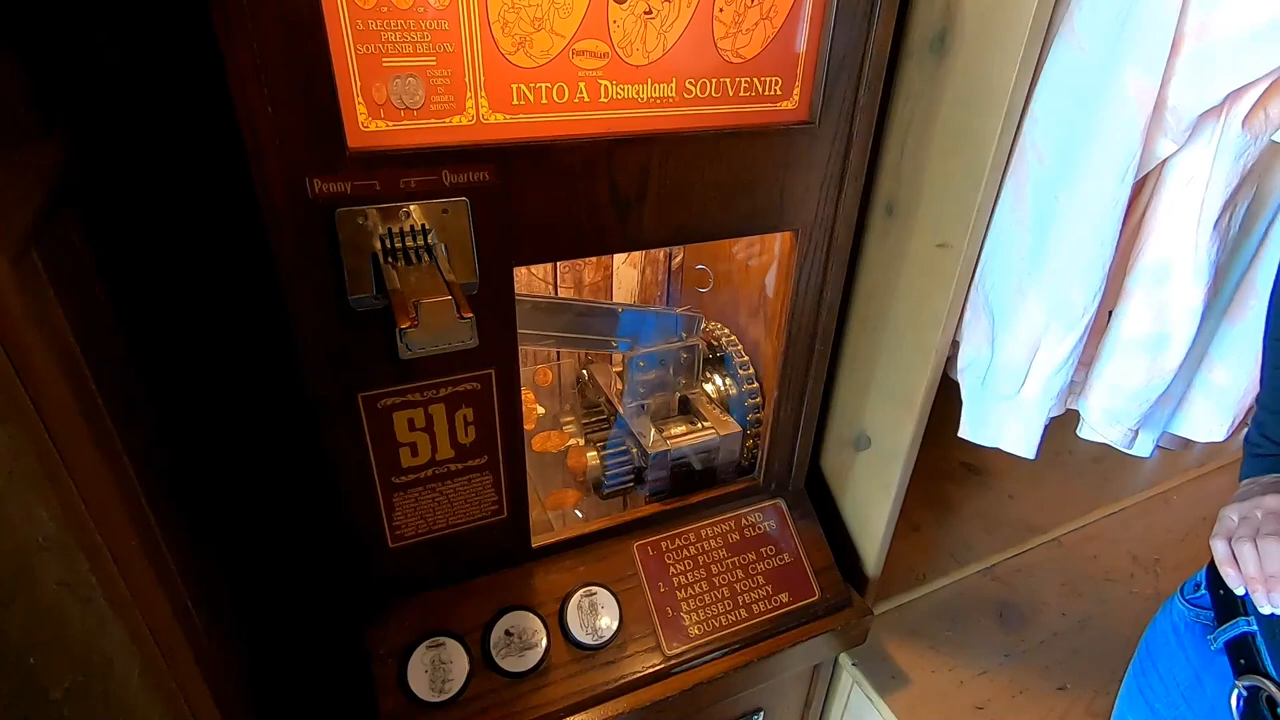 3. RECEIVE YOUR
PRESSED
SOUVENIR BELOW.
INSERT
COINS
IN
ORDER
SHOWN
FRONTIERLAND
REVERSE
INTO A Disneyland SOUVENIR
Park
Penny
Quarters
51¢
1. PLACE PENNY AND
QUARTERS IN SLOTS
AND PUSH.
2. PRESS BUTTON TO
MAKE YOUR CHOICE.
3. RECEIVE YOUR
PRESSED PENNY
SOUVENIR BELOW.